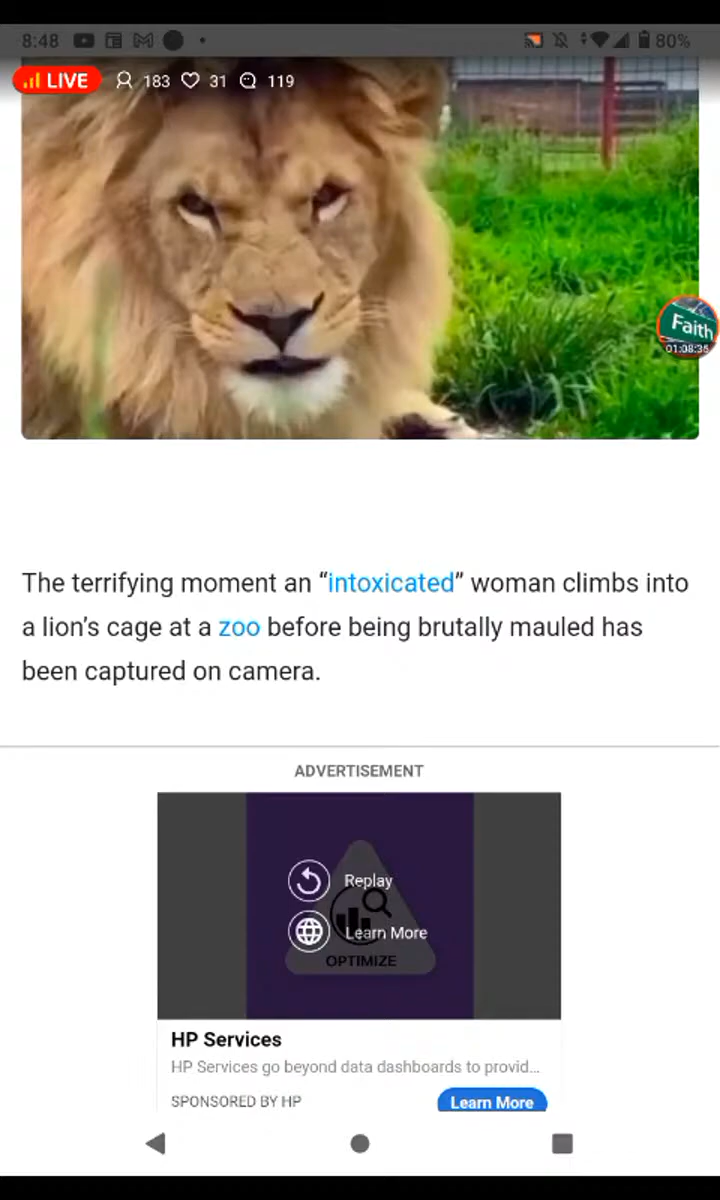 8:48
80%
LIVE 183 31 119
Faith
01:08:36
The terrifying moment an “intoxicated” woman climbs into
a lion’s cage at a zoo before being brutally mauled has
been captured on camera.
ADVERTISEMENT
Replay
Learn More
OPTIMIZE
HP Services
HP Services go beyond data dashboards to provid...
SPONSORED BY HP
Learn More